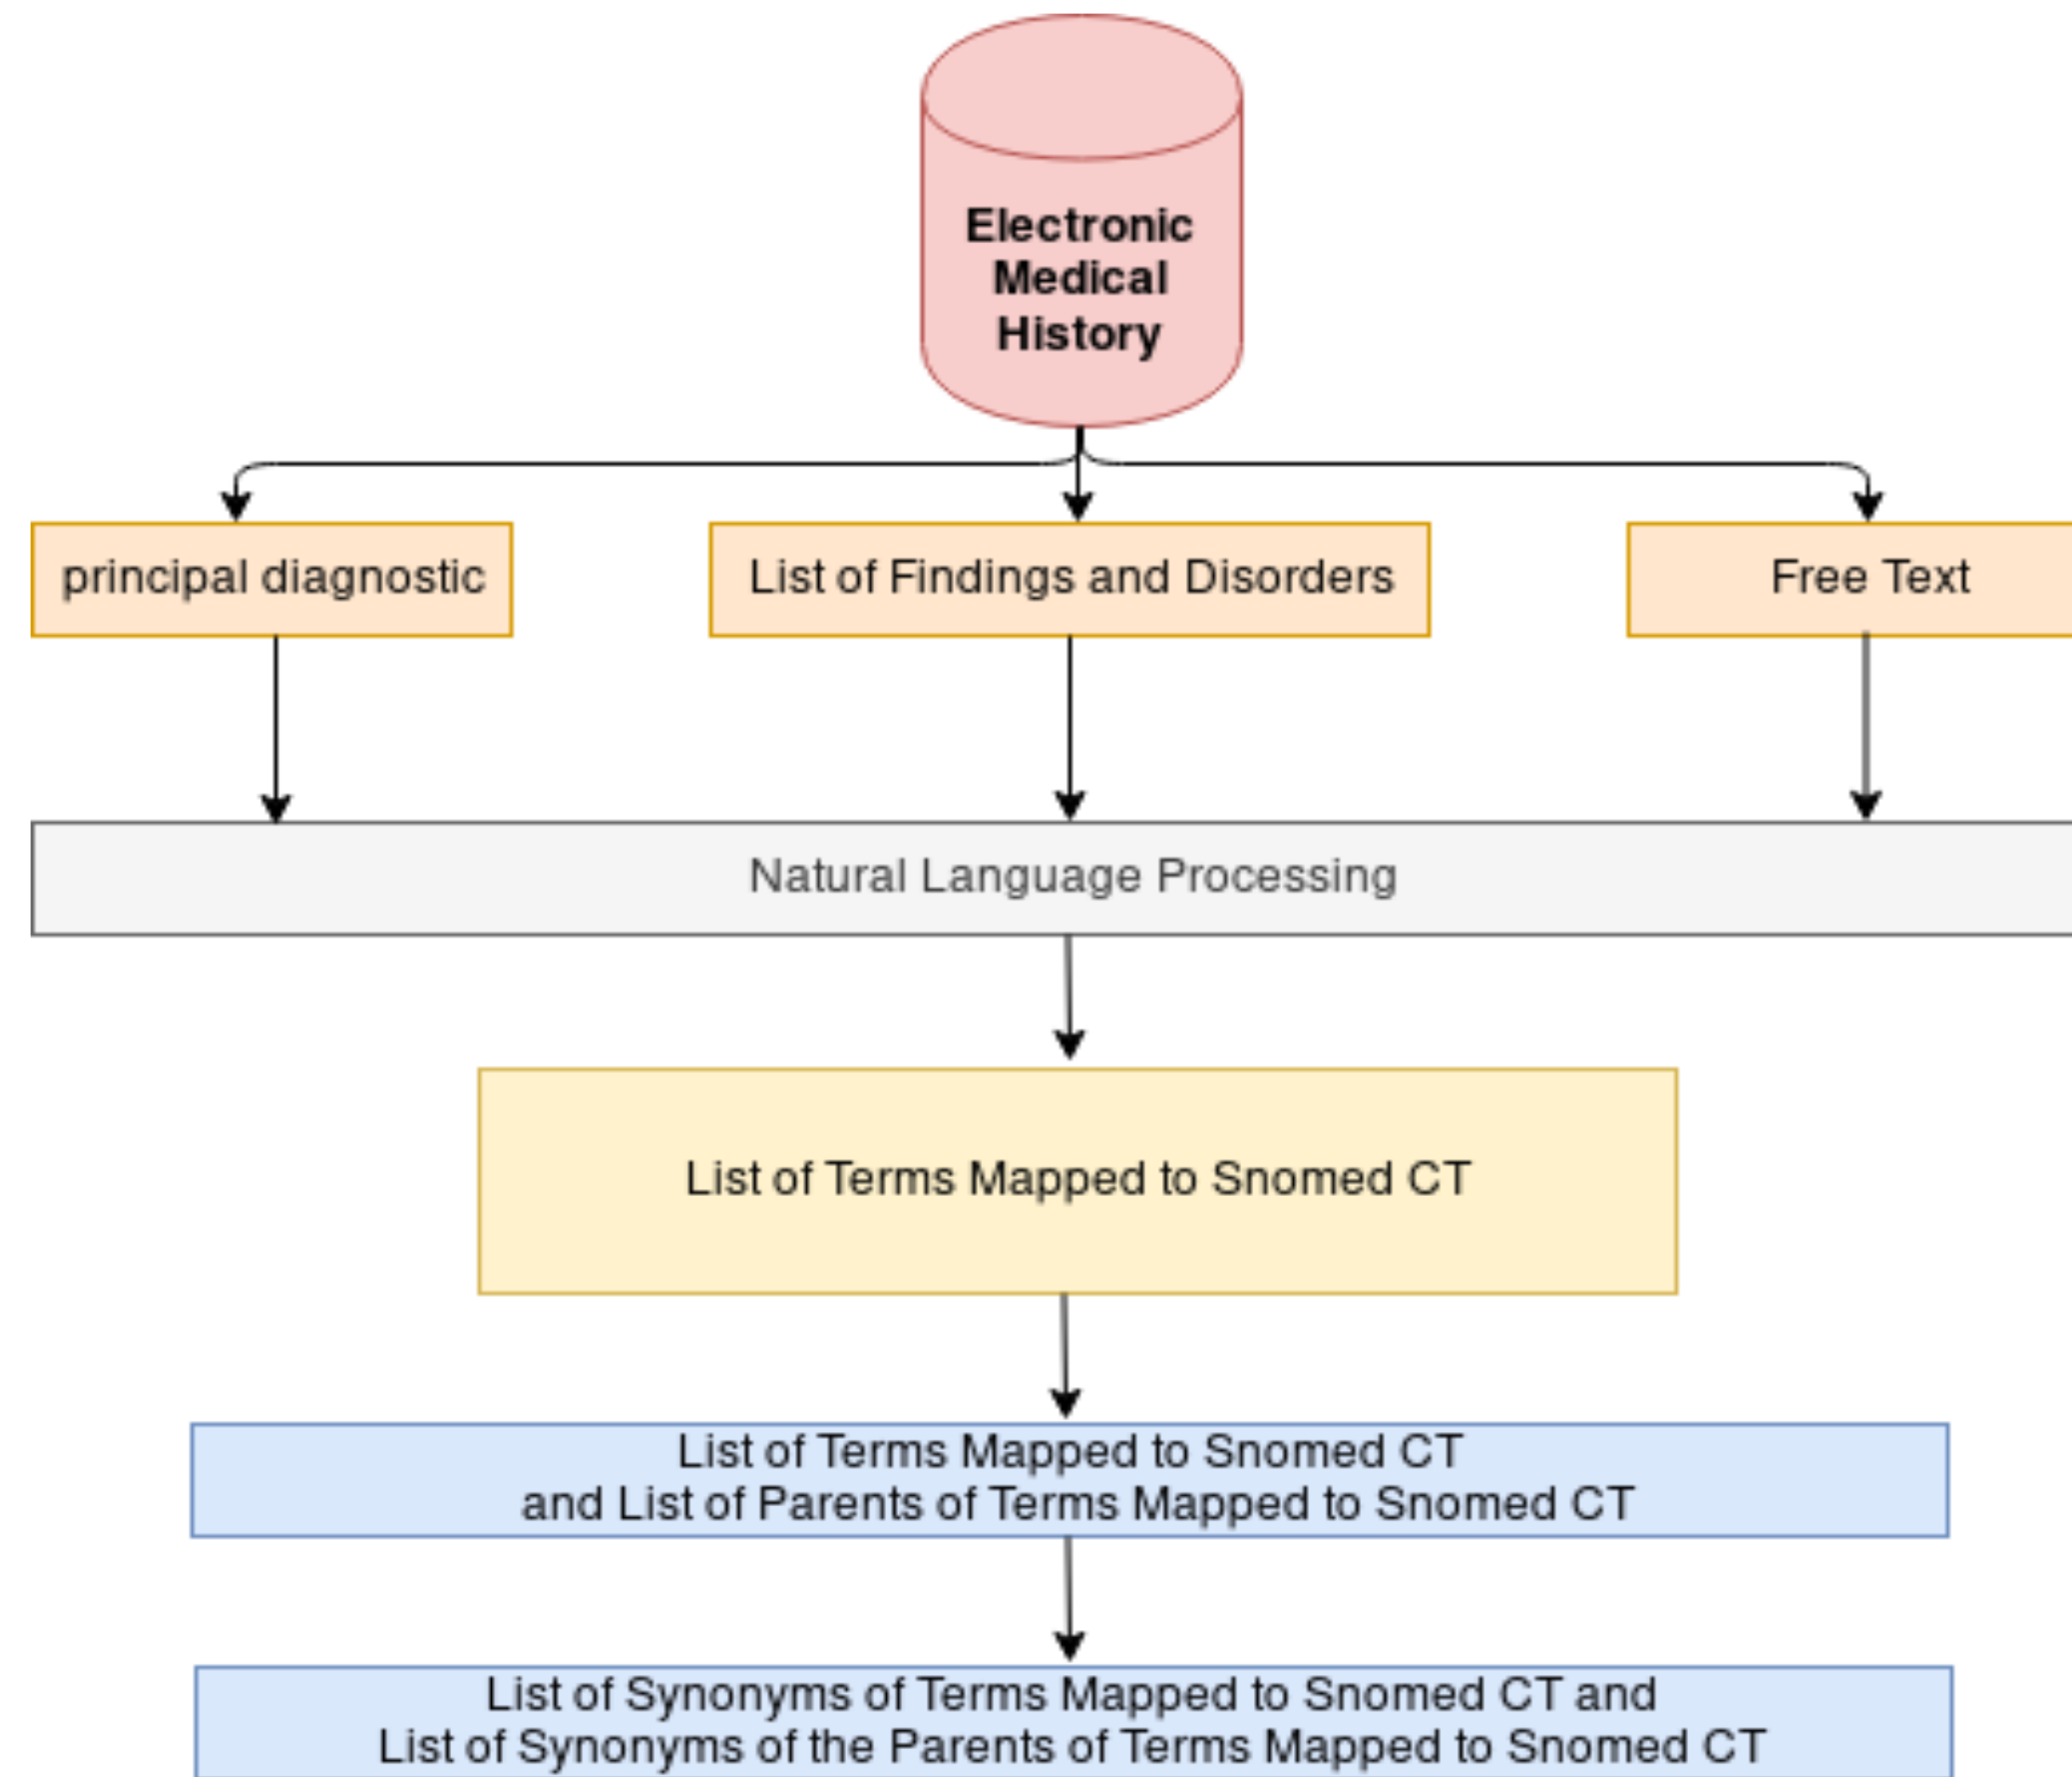 Electronic
Medical
History
principal diagnostic
List of Findings and Disorders
Free Text
Natural Language Processing
List of Terms Mapped to Snomed CT
List of Terms Mapped to Snomed CT
and List of Parents of Terms Mapped to Snomed CT
List of Synonyms of Terms Mapped to Snomed CT and
List of Synonyms of the Parents of Terms Mapped to Snomed CT